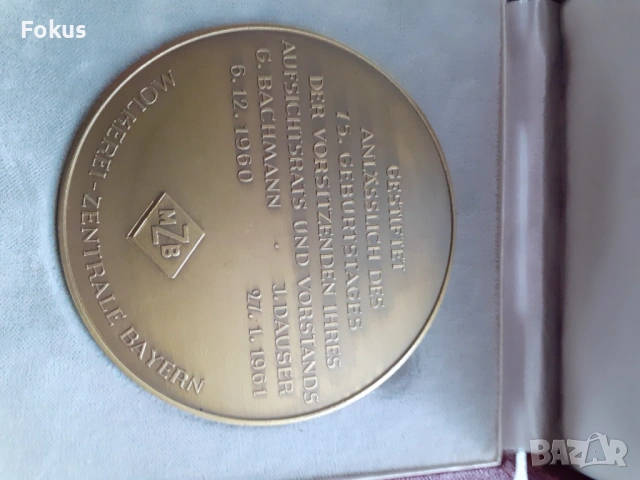 Fokus
GESTIFTET
ANLÄSSLICH DES
75. GEBURTSTAGES
DER VORSITZENDEN IHRES
AUFSICHTSRATS UND VORSTANDS
G. BACHMANN · J. DAUSER
6. 12. 1960 27. 1. 1961
MZB
MOLKEREI-ZENTRALE BAYERN
BAZAR